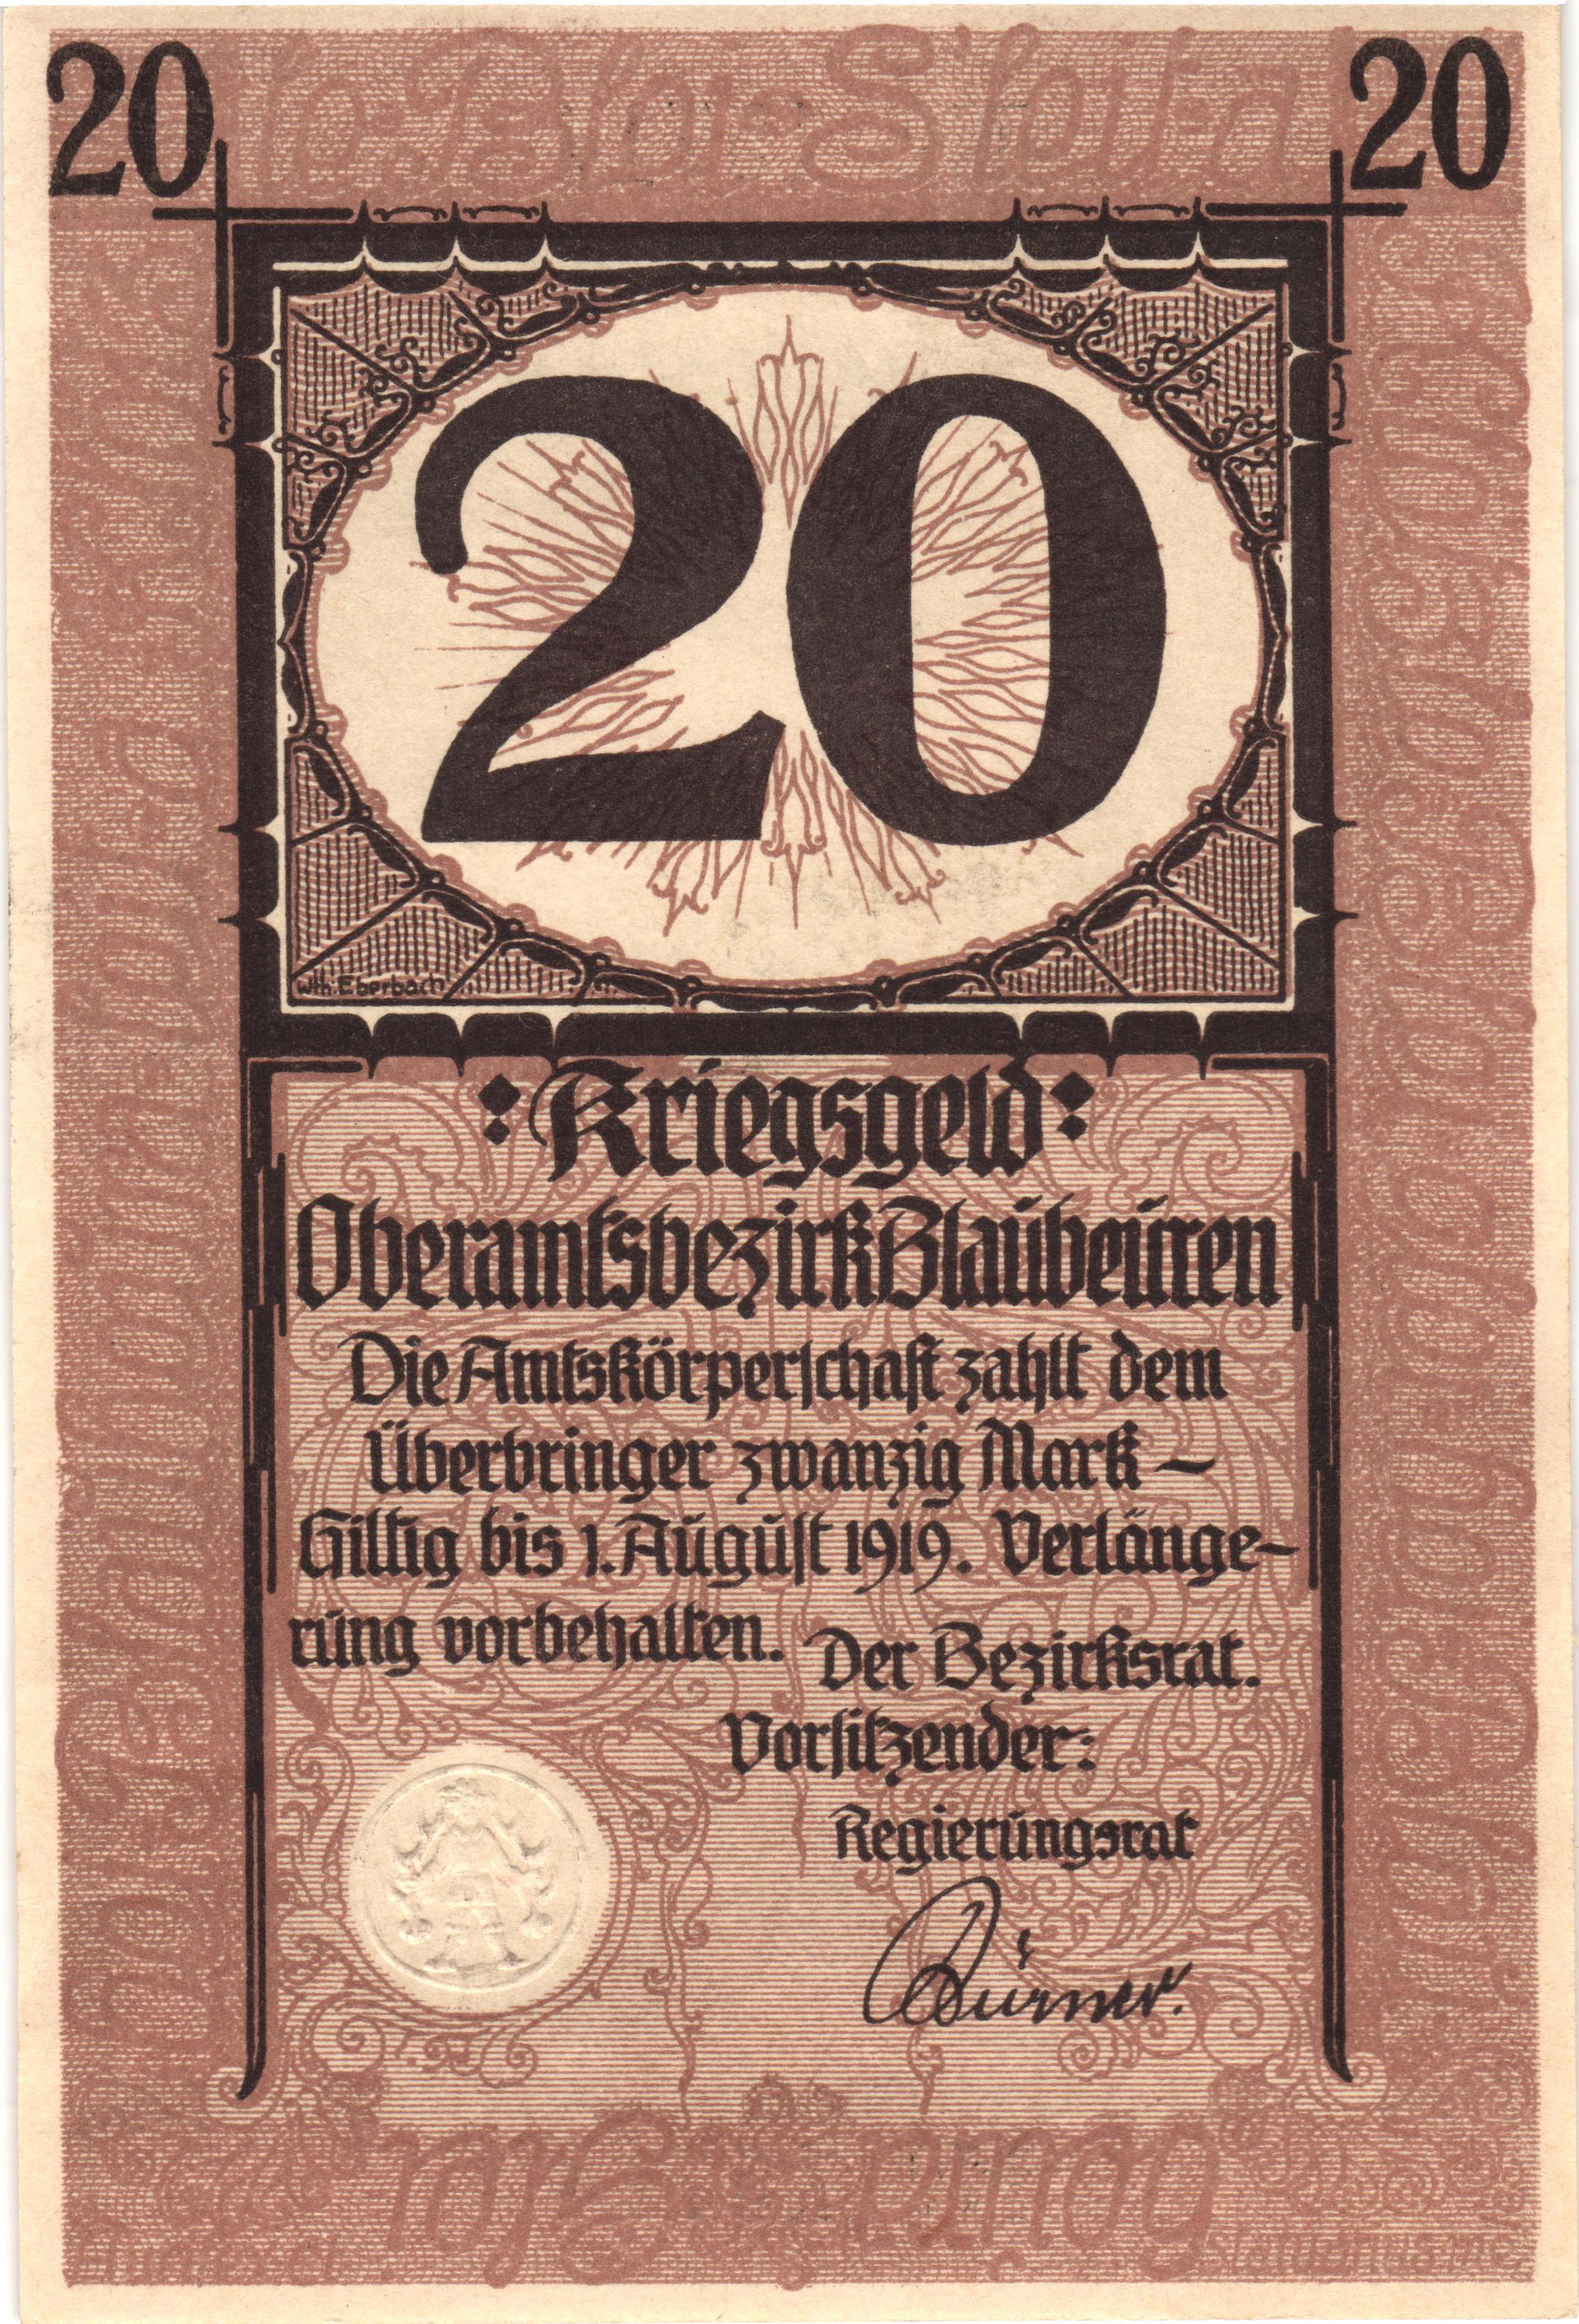 20 20
20
Wlh. Eberbach
Kriegsgeld
Oberamtsbezirk Blaubeuren
Die Amtskörperschaft zahlt dem
Überbringer zwanzig Mark –
Giltig bis 1. August 1919. Verlänge-
rung vorbehalten.
Der Bezirksrat.
Vorsitzender:
Regierungsrat